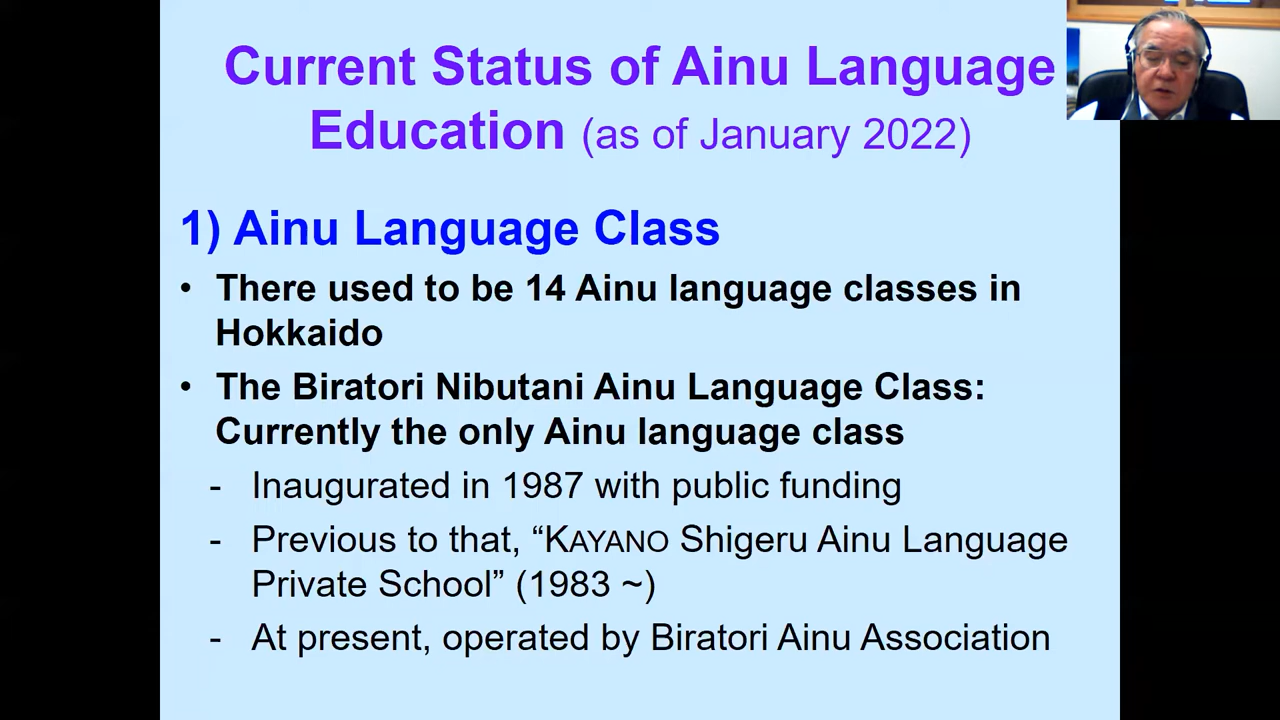 Current Status of Ainu Language
Education (as of January 2022)
1) Ainu Language Class
• There used to be 14 Ainu language classes in
Hokkaido
• The Biratori Nibutani Ainu Language Class:
Currently the only Ainu language class
- Inaugurated in 1987 with public funding
- Previous to that, “KAYANO Shigeru Ainu Language
Private School” (1983 ~)
- At present, operated by Biratori Ainu Association